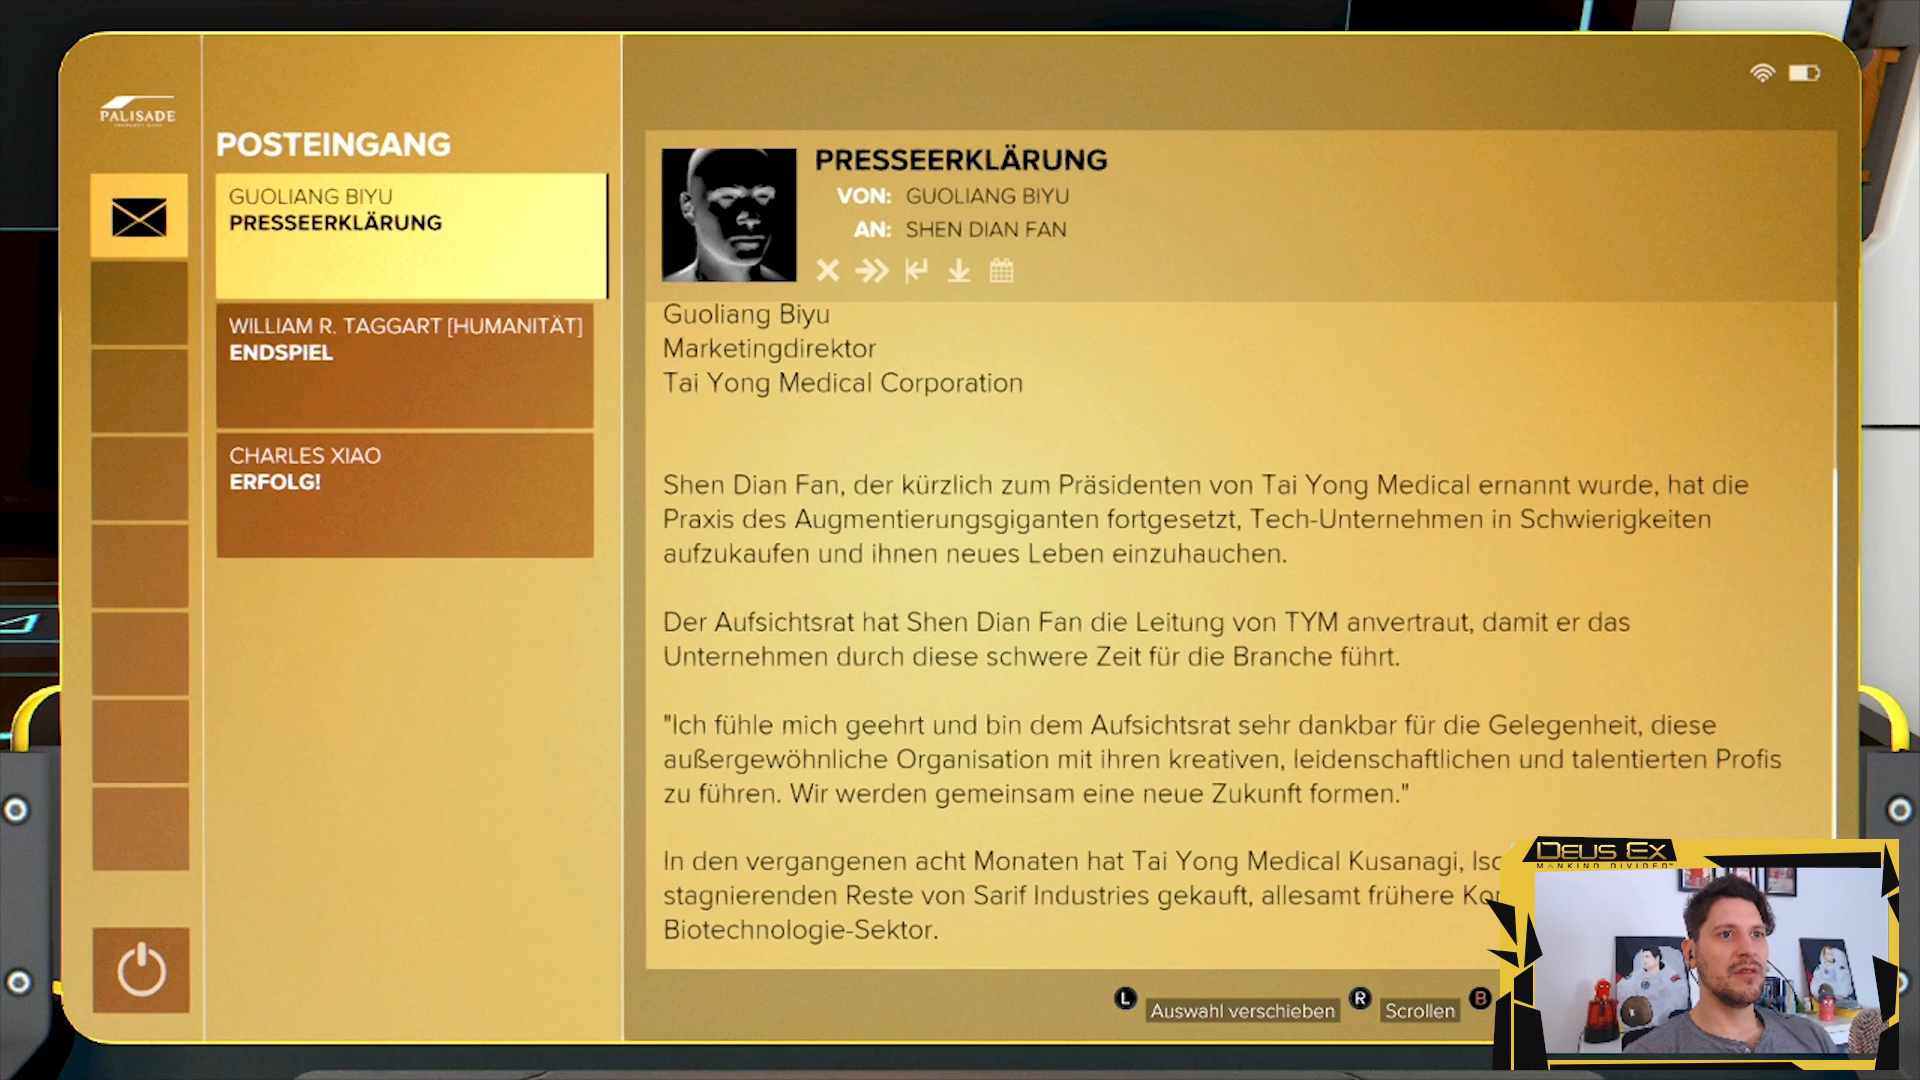 PALISADE
POSTEINGANG
GUOLIANG BIYU
PRESSEERKLÄRUNG
WILLIAM R. TAGGART [HUMANITÄT]
ENDSPIEL
CHARLES XIAO
ERFOLG!
PRESSEERKLÄRUNG
VON: GUOLIANG BIYU
AN: SHEN DIAN FAN
Guoliang Biyu
Marketingdirektor
Tai Yong Medical Corporation
Shen Dian Fan, der kürzlich zum Präsidenten von Tai Yong Medical ernannt wurde, hat die
Praxis des Augmentierungsgiganten fortgesetzt, Tech-Unternehmen in Schwierigkeiten
aufzukaufen und ihnen neues Leben einzuhauchen.
Der Aufsichtsrat hat Shen Dian Fan die Leitung von TYM anvertraut, damit er das
Unternehmen durch diese schwere Zeit für die Branche führt.
"Ich fühle mich geehrt und bin dem Aufsichtsrat sehr dankbar für die Gelegenheit, diese
außergewöhnliche Organisation mit ihren kreativen, leidenschaftlichen und talentierten Profis
zu führen. Wir werden gemeinsam eine neue Zukunft formen."
In den vergangenen acht Monaten hat Tai Yong Medical Kusanagi,
stagnierenden Reste von Sarif Industries gekauft, allesamt frühere
Biotechnologie-Sektor.
L Auswahl verschieben R Scrollen B
DEUS EX
MANKIND DIVIDED